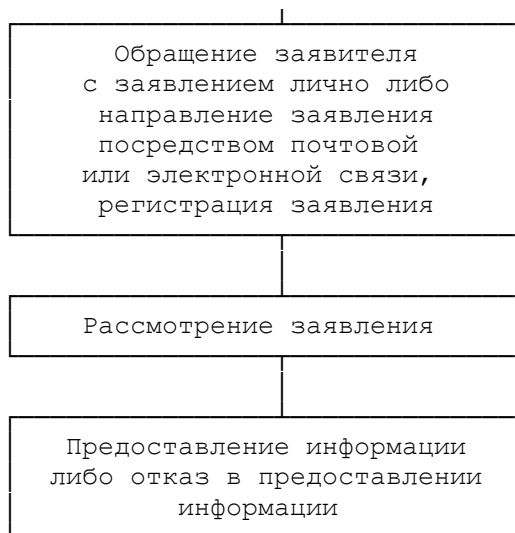 Обращение заявителя
с заявлением лично либо
направление заявления
посредством почтовой
или электронной связи,
регистрация заявления
Рассмотрение заявления
Предоставление информации
либо отказ в предоставлении
информации